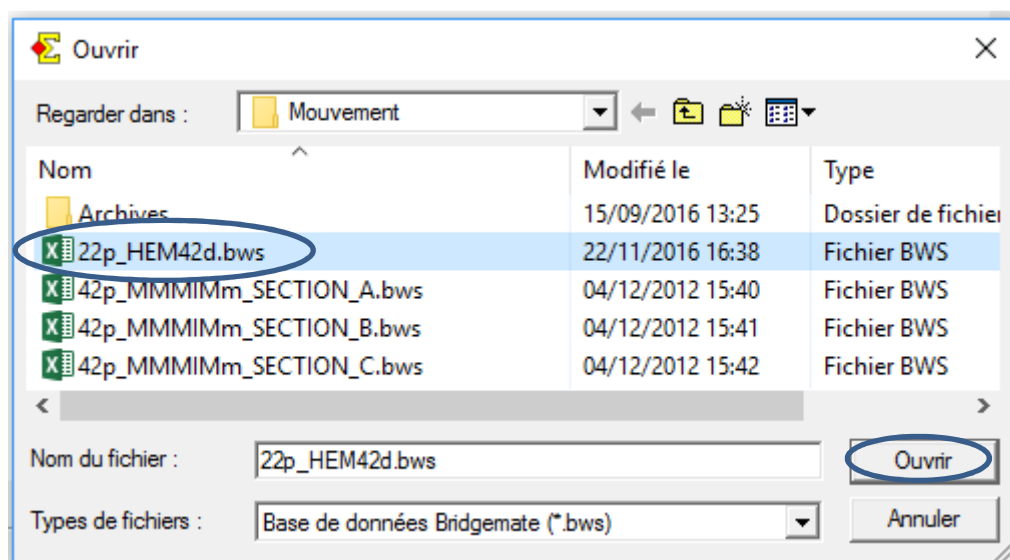 Ouvrir
Regarder dans : Mouvement
Nom Modifié le Type
Archives 15/09/2016 13:25 Dossier de fichier
22p_HEM42d.bws 22/11/2016 16:38 Fichier BWS
42p_MMMIMm_SECTION_A.bws 04/12/2012 15:40 Fichier BWS
42p_MMMIMm_SECTION_B.bws 04/12/2012 15:41 Fichier BWS
42p_MMMIMm_SECTION_C.bws 04/12/2012 15:42 Fichier BWS
Nom du fichier : 22p_HEM42d.bws Ouvrir
Types de fichiers : Base de données Bridgemate (*.bws) Annuler